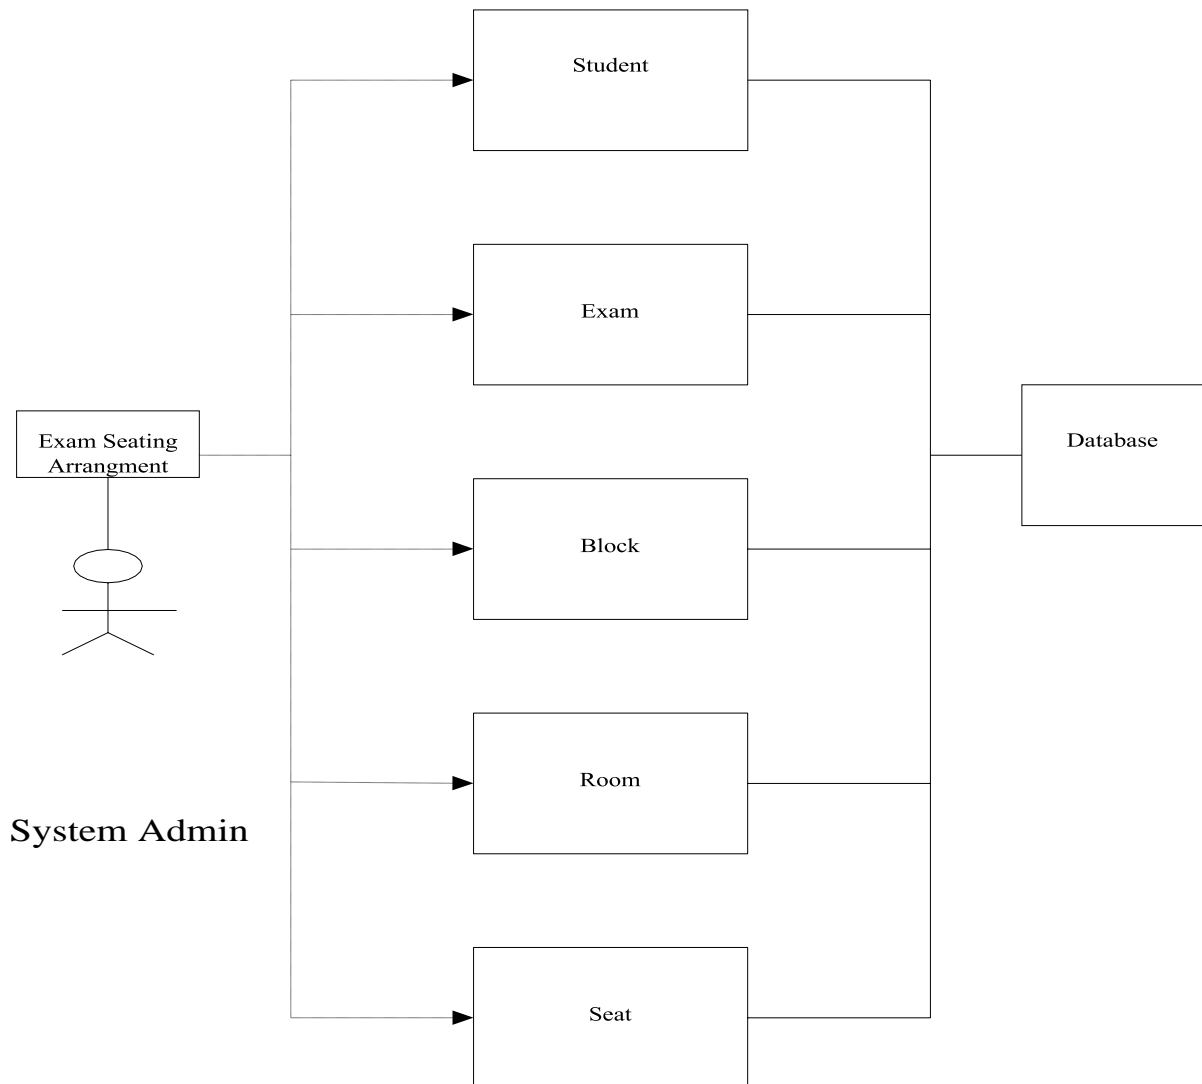 Student
Exam
Exam Seating
Arrangment
Database
Block
Room
System Admin
Seat